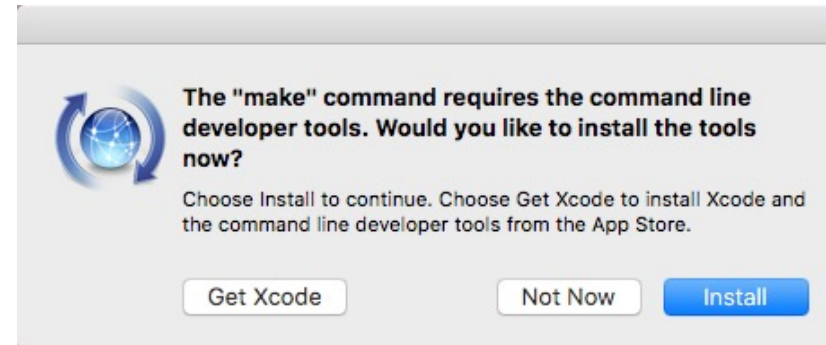 The "make" command requires the command line
developer tools. Would you like to install the tools
now?
Choose Install to continue. Choose Get Xcode to install Xcode and
the command line developer tools from the App Store.
Get Xcode
Not Now
Install